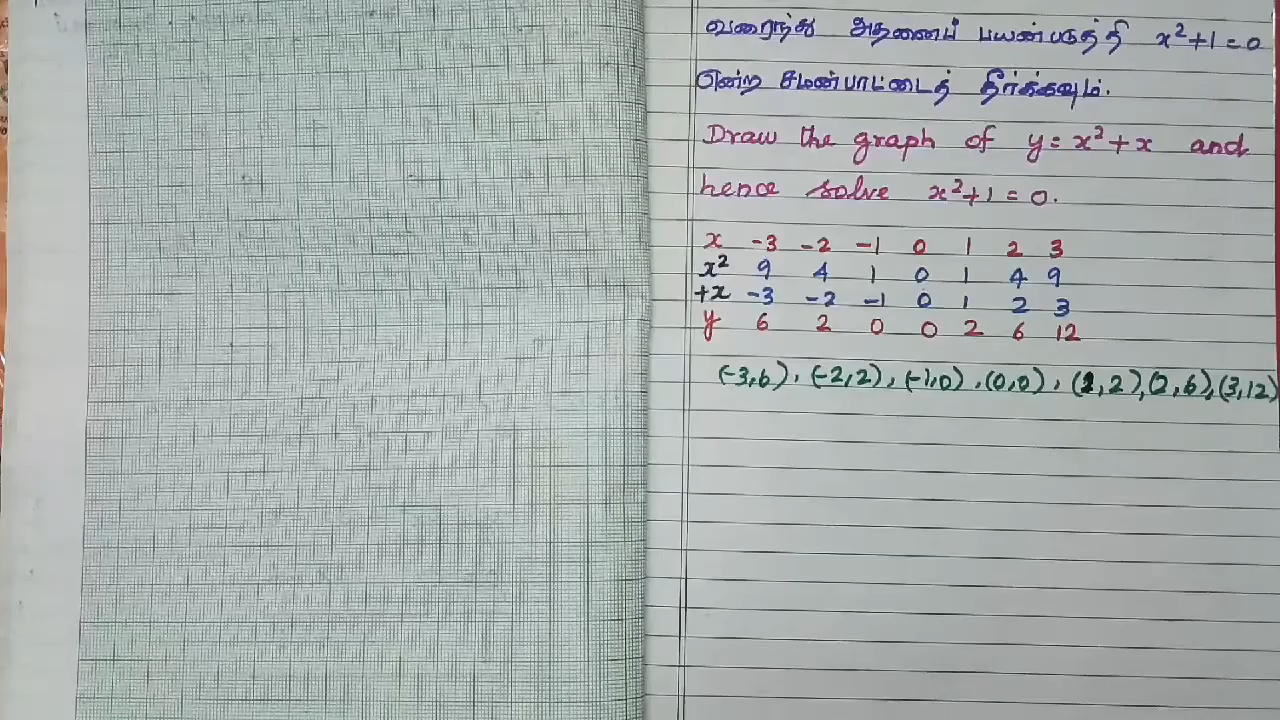 வரைந்து அதனைப் பயன்படுத்தி x²+1=0
என்ற சமன்பாட்டைத் தீர்க்கவும்.
Draw the graph of y=x²+x and
hence solve x²+1=0.
x -3 -2 -1 0 1 2 3
x² 9 4 1 0 1 4 9
+x -3 -2 -1 0 1 2 3
y 6 2 0 0 2 6 12
(-3,6), (-2,2), (-1,0), (0,0), (1,2), (2,6), (3,12)